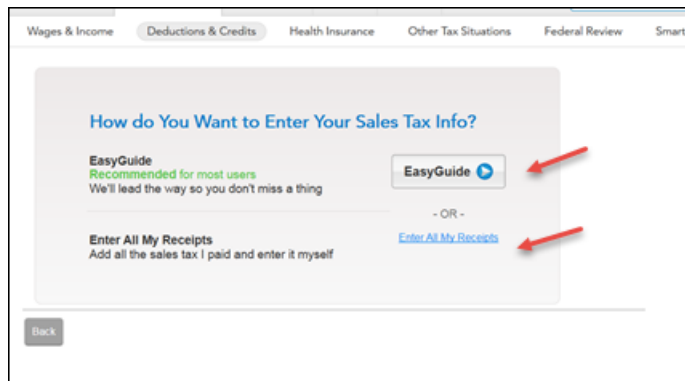 Wages & Income Deductions & Credits Health Insurance Other Tax Situations Federal Review Smart
How do You Want to Enter Your Sales Tax Info?
EasyGuide
Recommended for most users
We'll lead the way so you don't miss a thing
EasyGuide
- OR -
Enter All My Receipts
Add all the sales tax I paid and enter it myself
Enter All My Receipts
Back